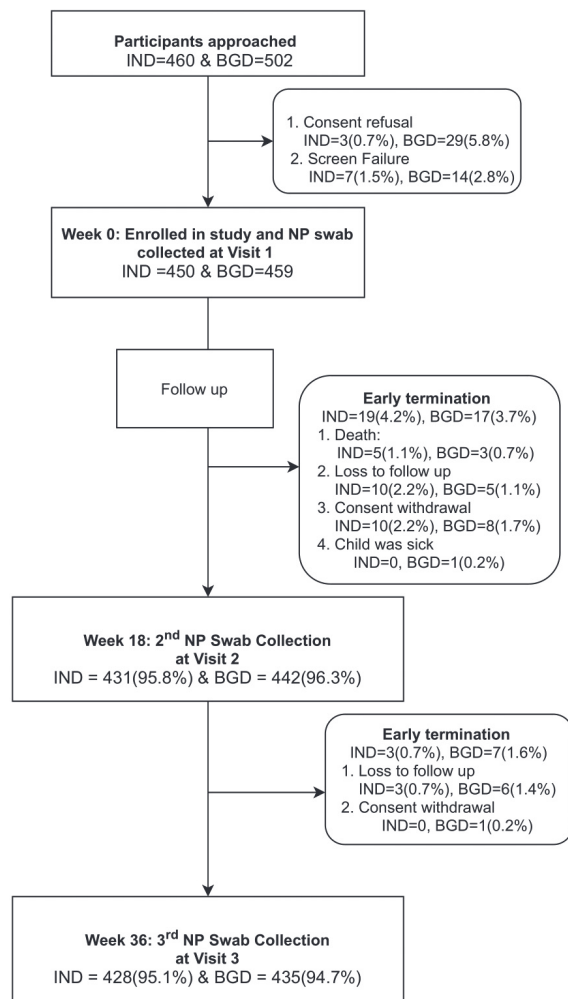 Participants approached
IND=460 & BGD=502
1. Consent refusal
IND=3(0.7%), BGD=29(5.8%)
2. Screen Failure
IND=7(1.5%), BGD=14(2.8%)
Week 0: Enrolled in study and NP swab
collected at Visit 1
IND =450 & BGD=459
Follow up
Early termination
IND=19(4.2%), BGD=17(3.7%)
1. Death:
IND=5(1.1%), BGD=3(0.7%)
2. Loss to follow up
IND=10(2.2%), BGD=5(1.1%)
3. Consent withdrawal
IND=10(2.2%), BGD=8(1.7%)
4. Child was sick
IND=0, BGD=1(0.2%)
Week 18: 2nd NP Swab Collection
at Visit 2
IND = 431(95.8%) & BGD = 442(96.3%)
Early termination
IND=3(0.7%), BGD=7(1.6%)
1. Loss to follow up
IND=3(0.7%), BGD=6(1.4%)
2. Consent withdrawal
IND=0, BGD=1(0.2%)
Week 36: 3rd NP Swab Collection
at Visit 3
IND = 428(95.1%) & BGD = 435(94.7%)